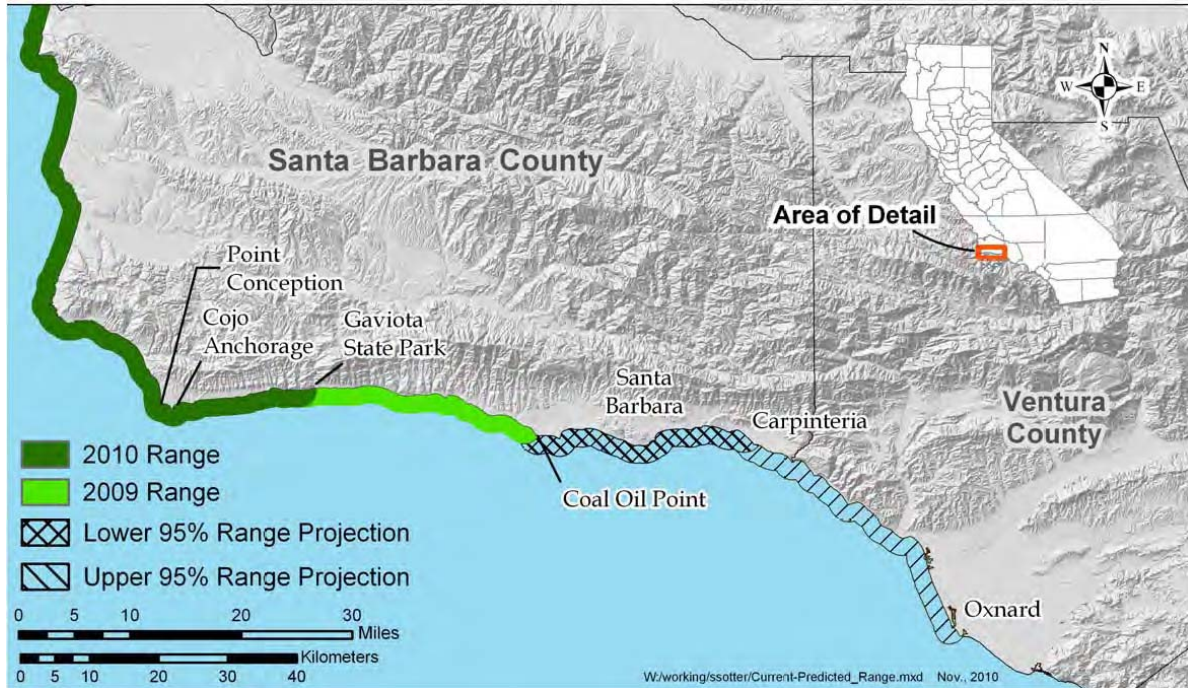 N
W E
S
Santa Barbara County
Area of Detail
Point
Conception
Cojo
Anchorage
Gaviota
State Park
Santa
Barbara
Carpinteria
Ventura
County
2010 Range
2009 Range
Coal Oil Point
Lower 95% Range Projection
Upper 95% Range Projection
Oxnard
0 5 10 20 30
Miles
Kilometers
0 5 10 20 30 40
W:/working/ssotter/Current-Predicted_Range.mxd Nov., 2010